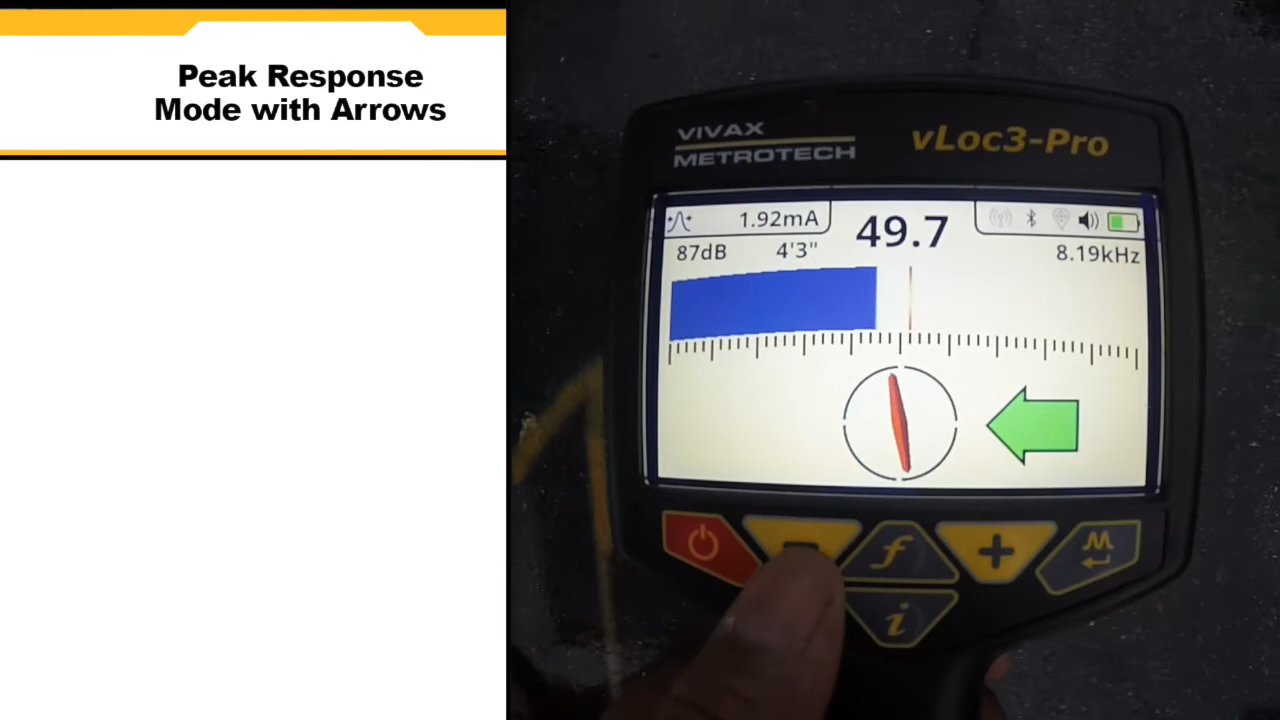 Peak Response
Mode with Arrows
VIVAX
METROTECH
vLoc3-Pro
1.92mA
49.7
87dB
4'3"
8.19kHz
f
+
i